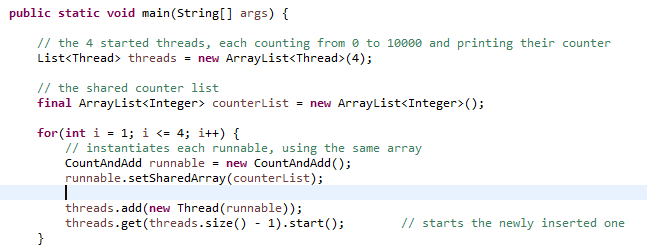 public static void main(String[] args) {
// the 4 started threads, each counting from 0 to 10000 and printing their counter
List<Thread> threads = new ArrayList<Thread>(4);
// the shared counter list
final ArrayList<Integer> counterList = new ArrayList<Integer>();
for(int i = 1; i <= 4; i++) {
// instantiates each runnable, using the same array
CountAndAdd runnable = new CountAndAdd();
runnable.setSharedArray(counterList);
threads.add(new Thread(runnable));
threads.get(threads.size() - 1).start(); // starts the newly inserted one
}